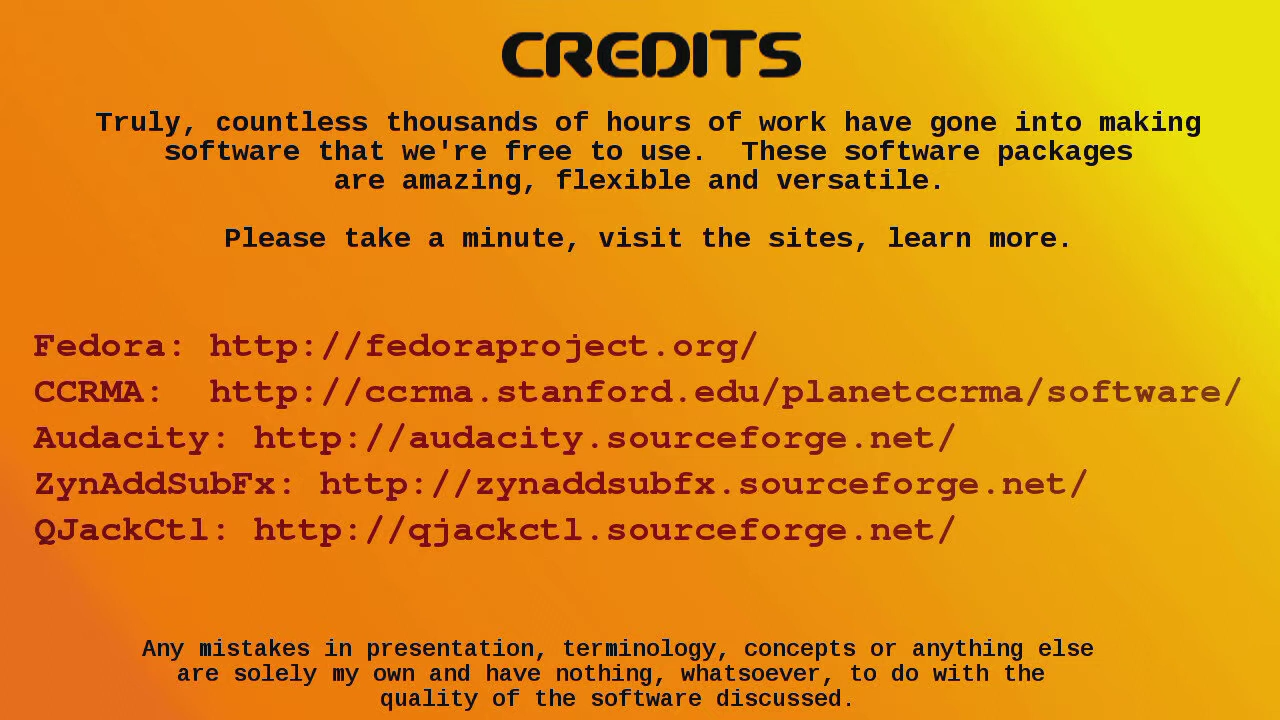 CREDITS
Truly, countless thousands of hours of work have gone into making
software that we're free to use.  These software packages
are amazing, flexible and versatile.
Please take a minute, visit the sites, learn more.
Fedora: http://fedoraproject.org/
CCRMA:  http://ccrma.stanford.edu/planetccrma/software/
Audacity: http://audacity.sourceforge.net/
ZynAddSubFx: http://zynaddsubfx.sourceforge.net/
QJackCtl: http://qjackctl.sourceforge.net/
Any mistakes in presentation, terminology, concepts or anything else
are solely my own and have nothing, whatsoever, to do with the
quality of the software discussed.